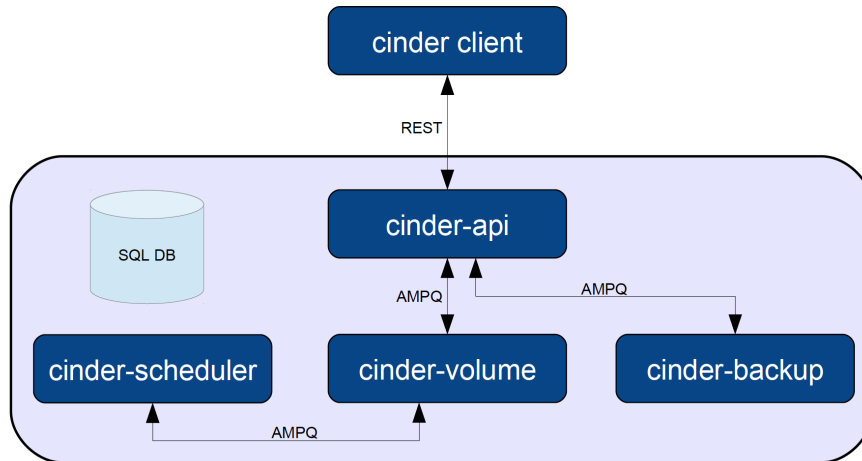 cinder client
REST
cinder-api
SQL DB
AMPQ
AMPQ
cinder-scheduler
cinder-volume
cinder-backup
AMPQ